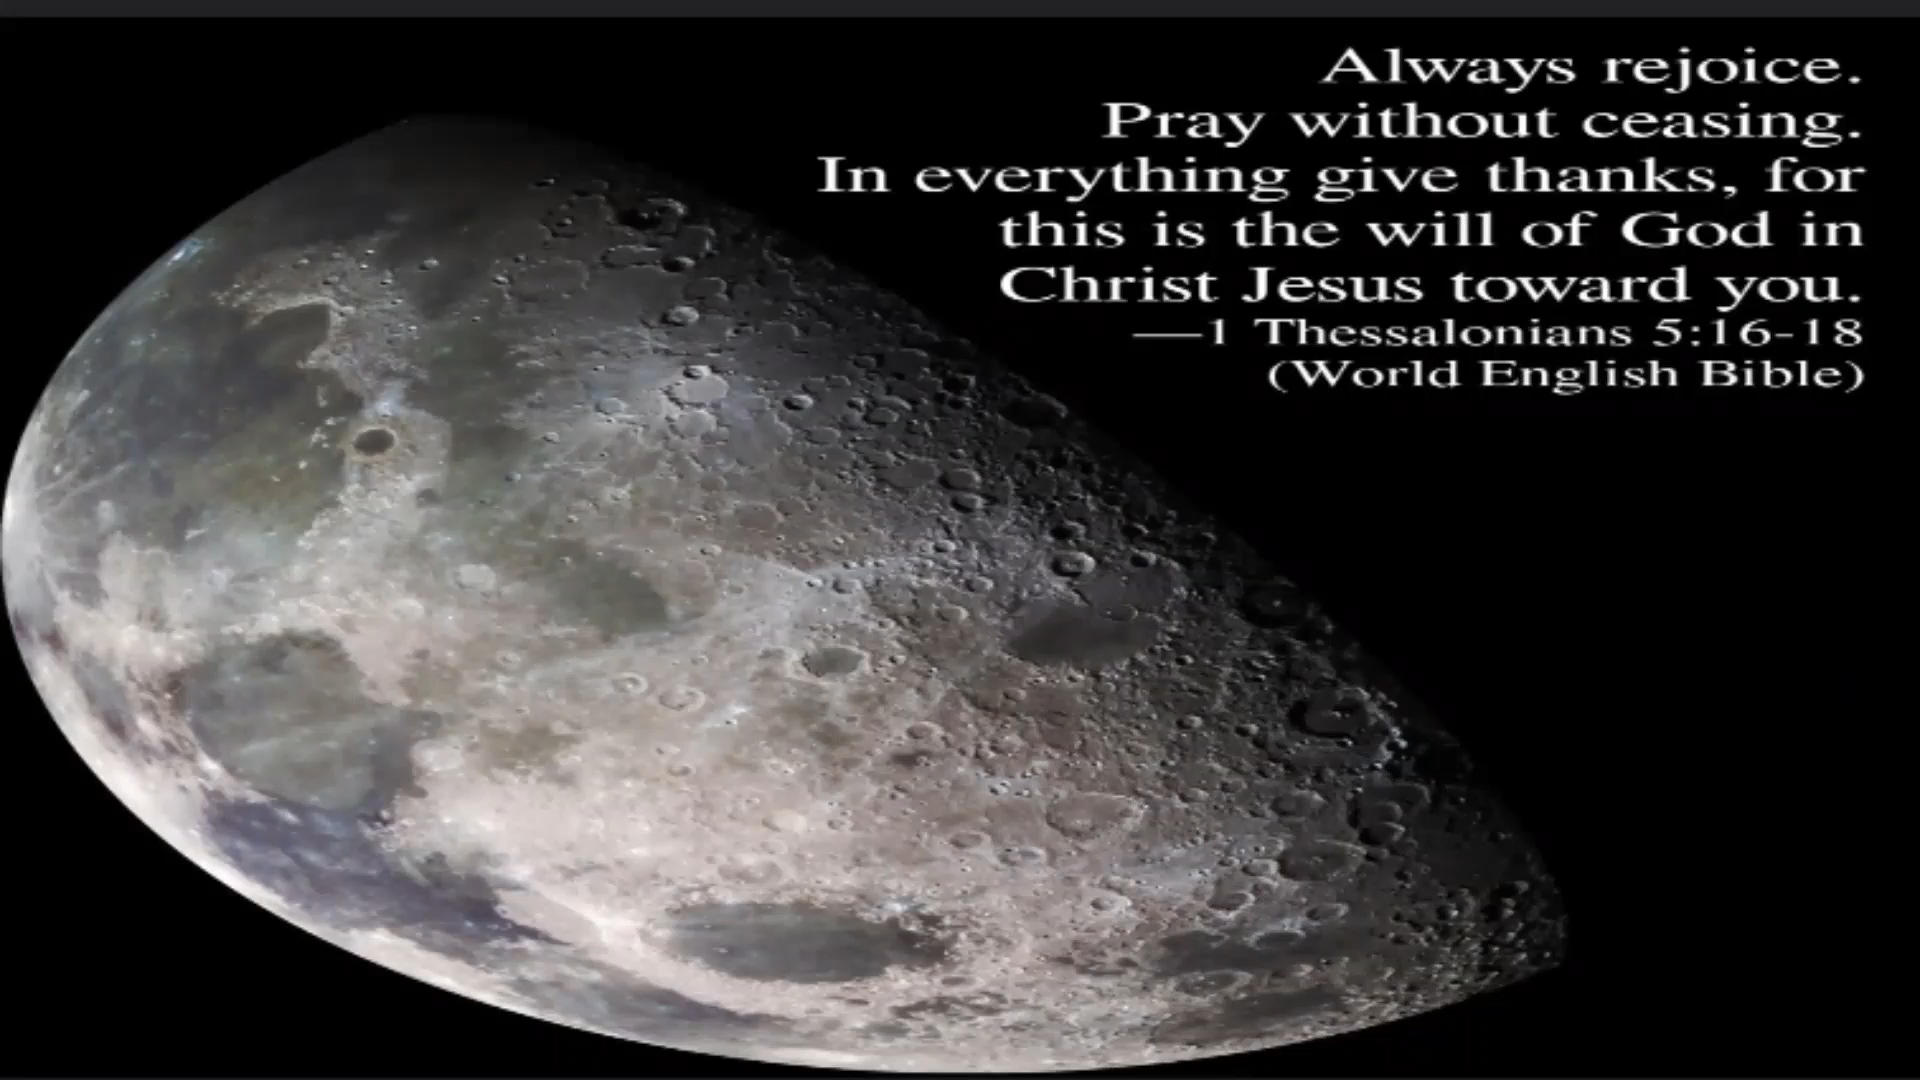 Always rejoice.
Pray without ceasing.
In everything give thanks, for
this is the will of God in
Christ Jesus toward you.
—1 Thessalonians 5:16-18
(World English Bible)